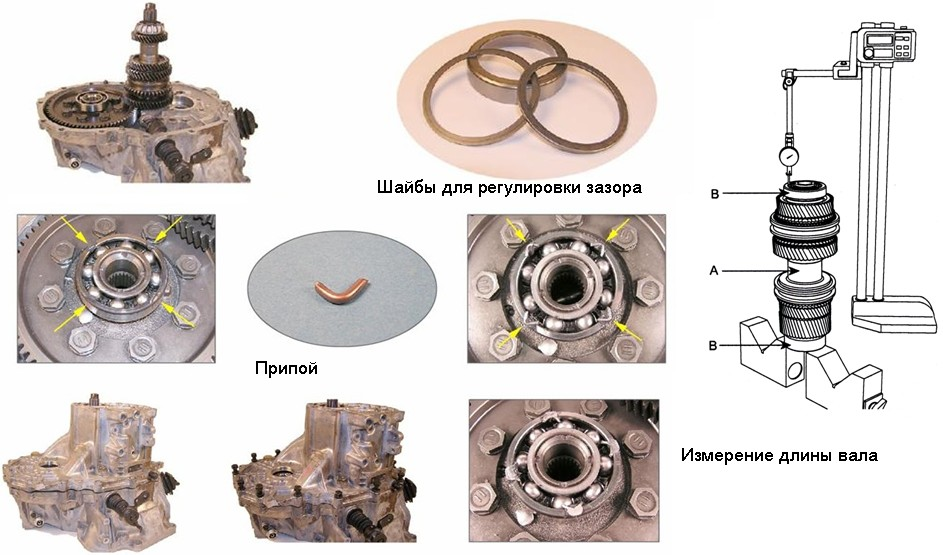 Шайбы для регулировки зазора
B
A
B
Припой
Измерение длины вала